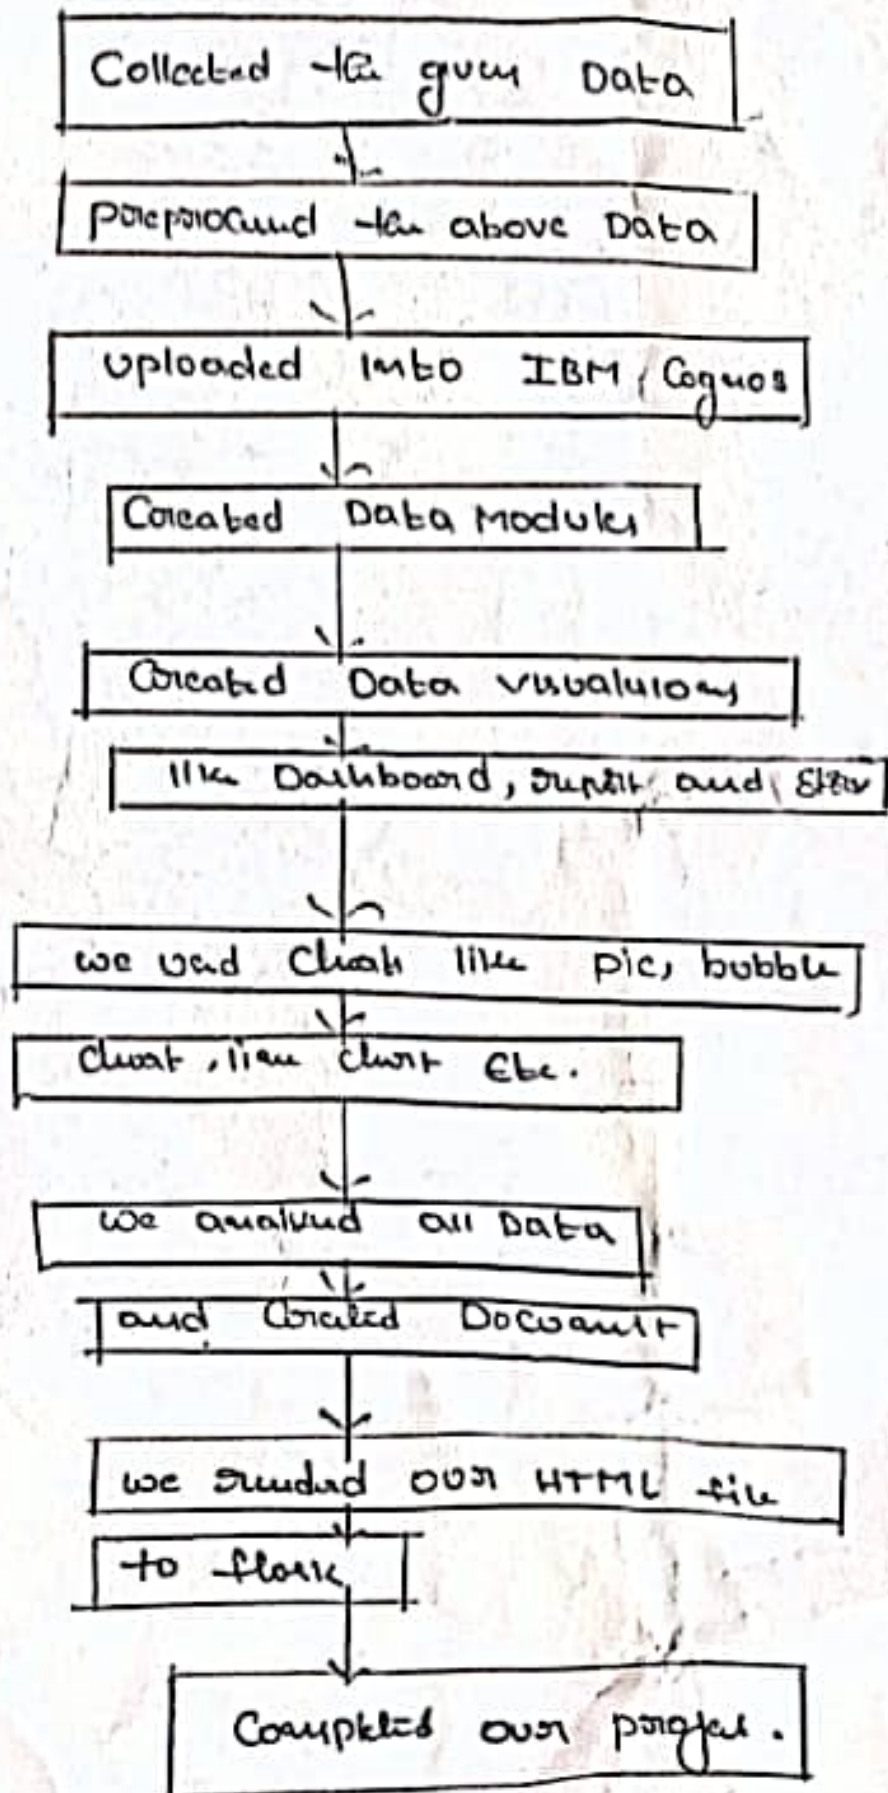 Collected the given Data
preprocessed the above Data
uploaded into IBM Cognos
Created Data Modules
Created Data visualusions
like Dashboard, reports and Story
we used Charts like pie, bubble
chart, line chart Etc.
we analysed all Data
and Created Document
we rendered our HTML file
to flask
Completed our project.